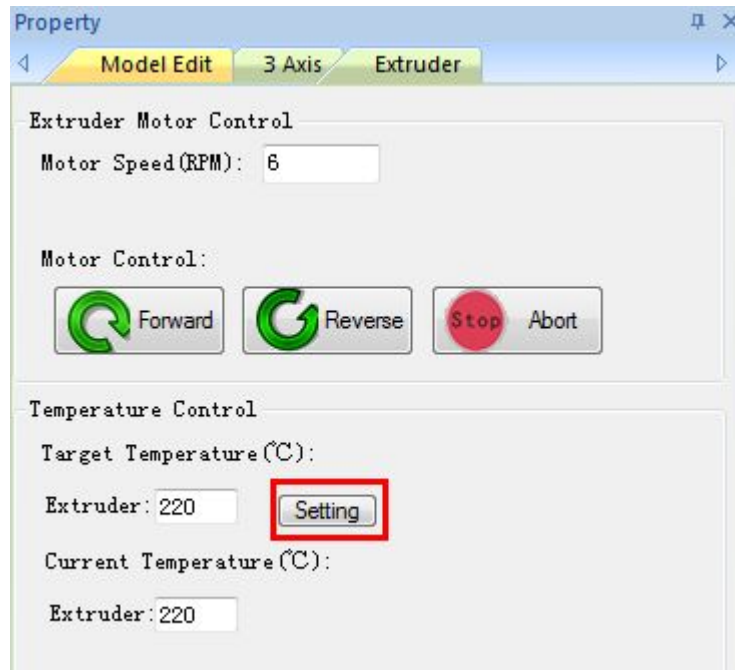 Property
Model Edit 3 Axis Extruder
Extruder Motor Control
Motor Speed(RPM): 6
Motor Control:
Forward Reverse Stop Abort
Temperature Control
Target Temperature(℃):
Extruder: 220 Setting
Current Temperature(℃):
Extruder: 220